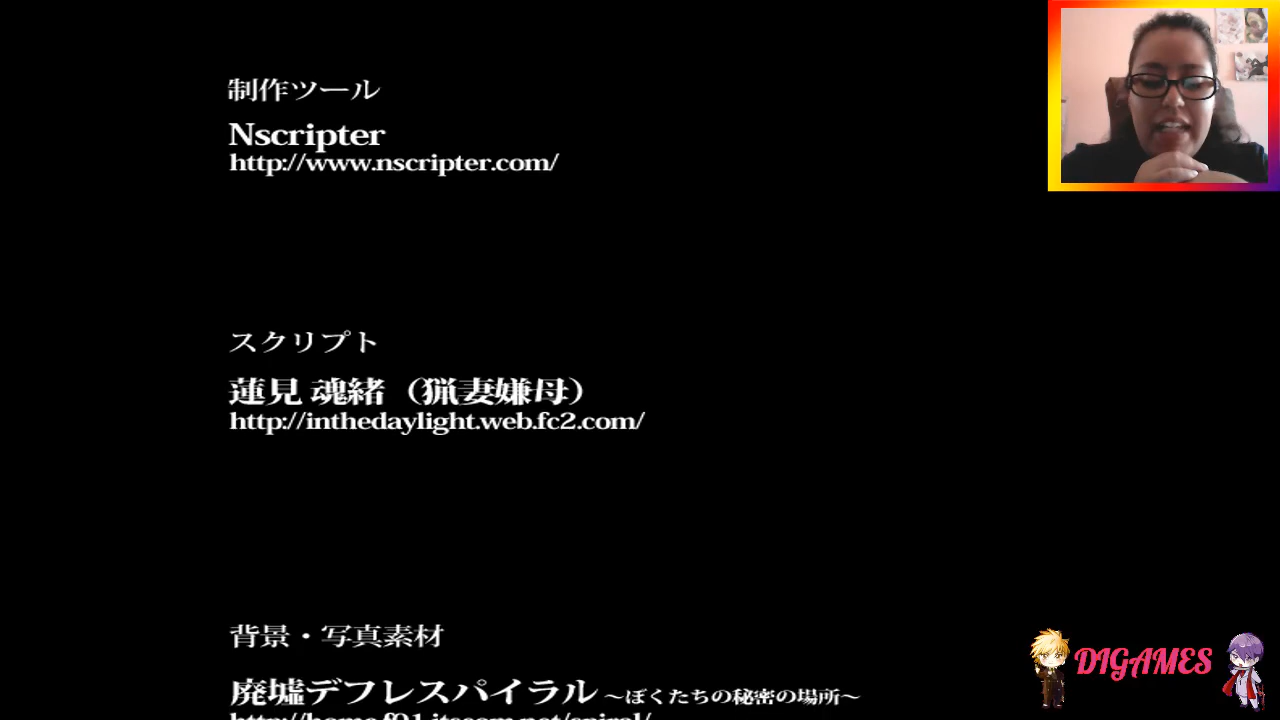 制作ツール
Nscripter
http://www.nscripter.com/
スクリプト
蓮見 魂緒（猟妻嫌母）
http://inthedaylight.web.fc2.com/
背景・写真素材
廃墟デフレスパイラル ～ぼくたちの秘密の場所～
DIGAMES